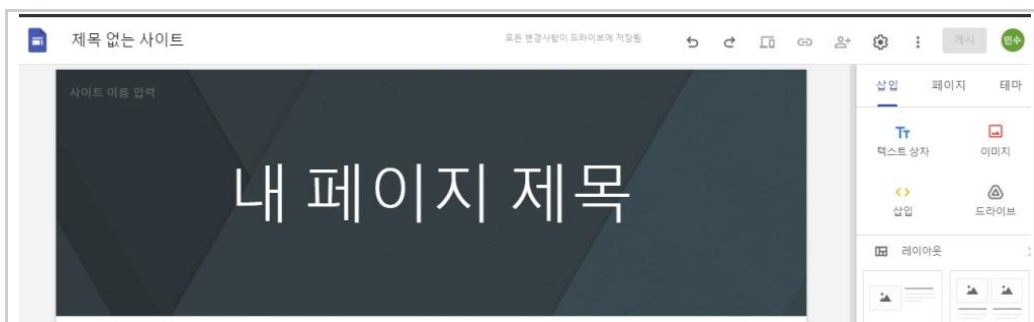 제목 없는 사이트
모든 변경사항이 드라이브에 저장됨
게시
민수
사이트 이름 입력
내 페이지 제목
삽입 페이지 테마
텍스트 상자 이미지
삽입 드라이브
레이아웃